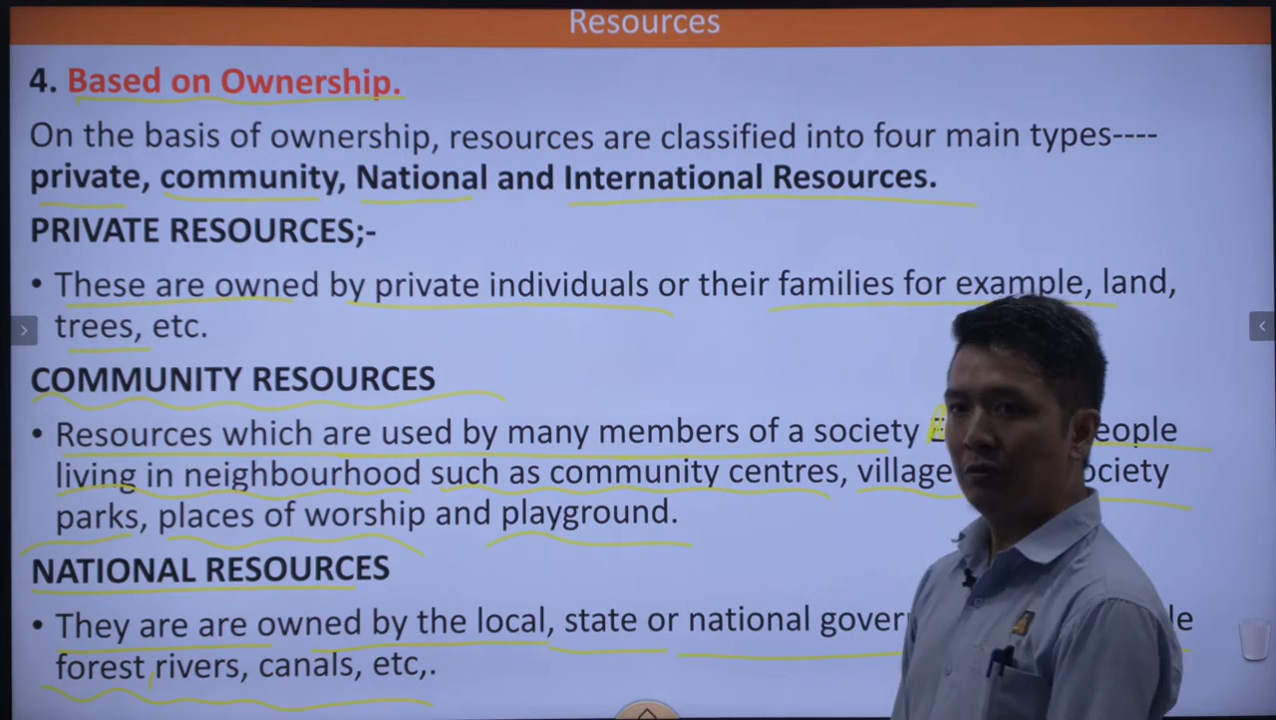 Resources
4. Based on Ownership.
On the basis of ownership, resources are classified into four main types----
private, community, National and International Resources.
PRIVATE RESOURCES;-
• These are owned by private individuals or their families for example, land,
trees, etc.
COMMUNITY RESOURCES
• Resources which are used by many members of a society
living in neighbourhood such as community centres, village
parks, places of worship and playground.
NATIONAL RESOURCES
• They are are owned by the local, state or national
forest rivers, canals, etc,.